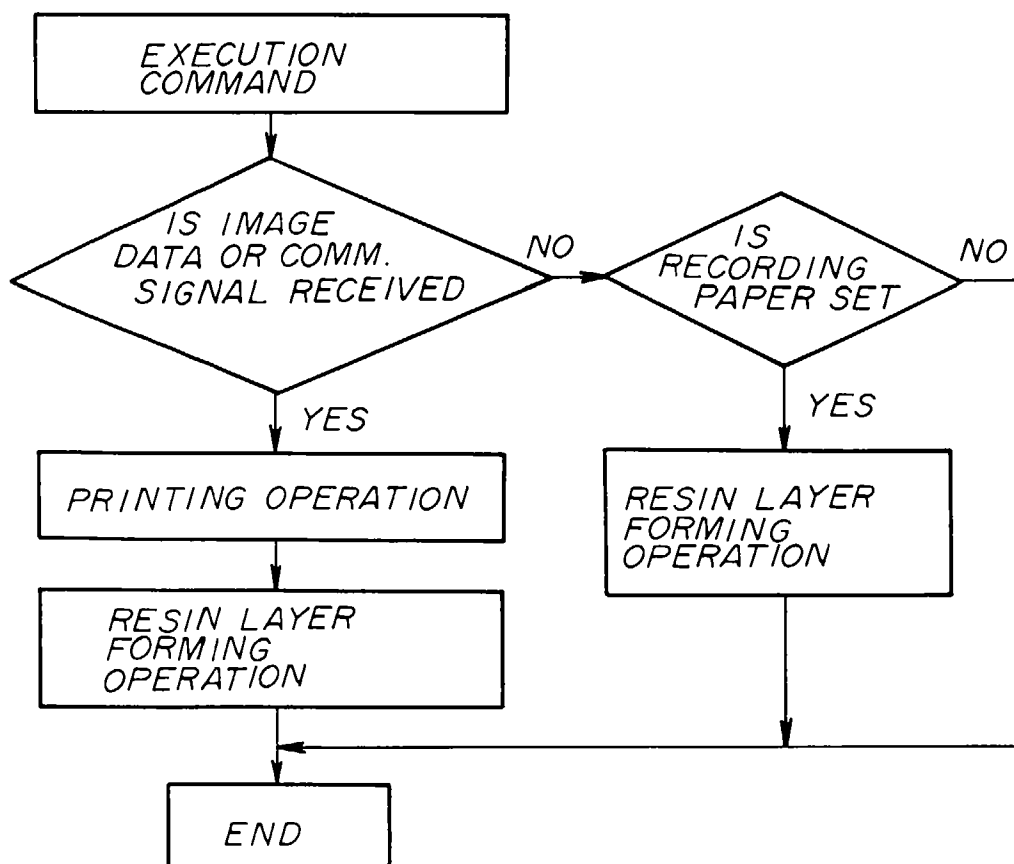 EXECUTION
COMMAND
IS IMAGE
DATA OR COMM.
SIGNAL RECEIVED
NO
IS
RECORDING
PAPER SET
NO
YES
YES
PRINTING OPERATION
RESIN LAYER
FORMING
OPERATION
RESIN LAYER
FORMING
OPERATION
END